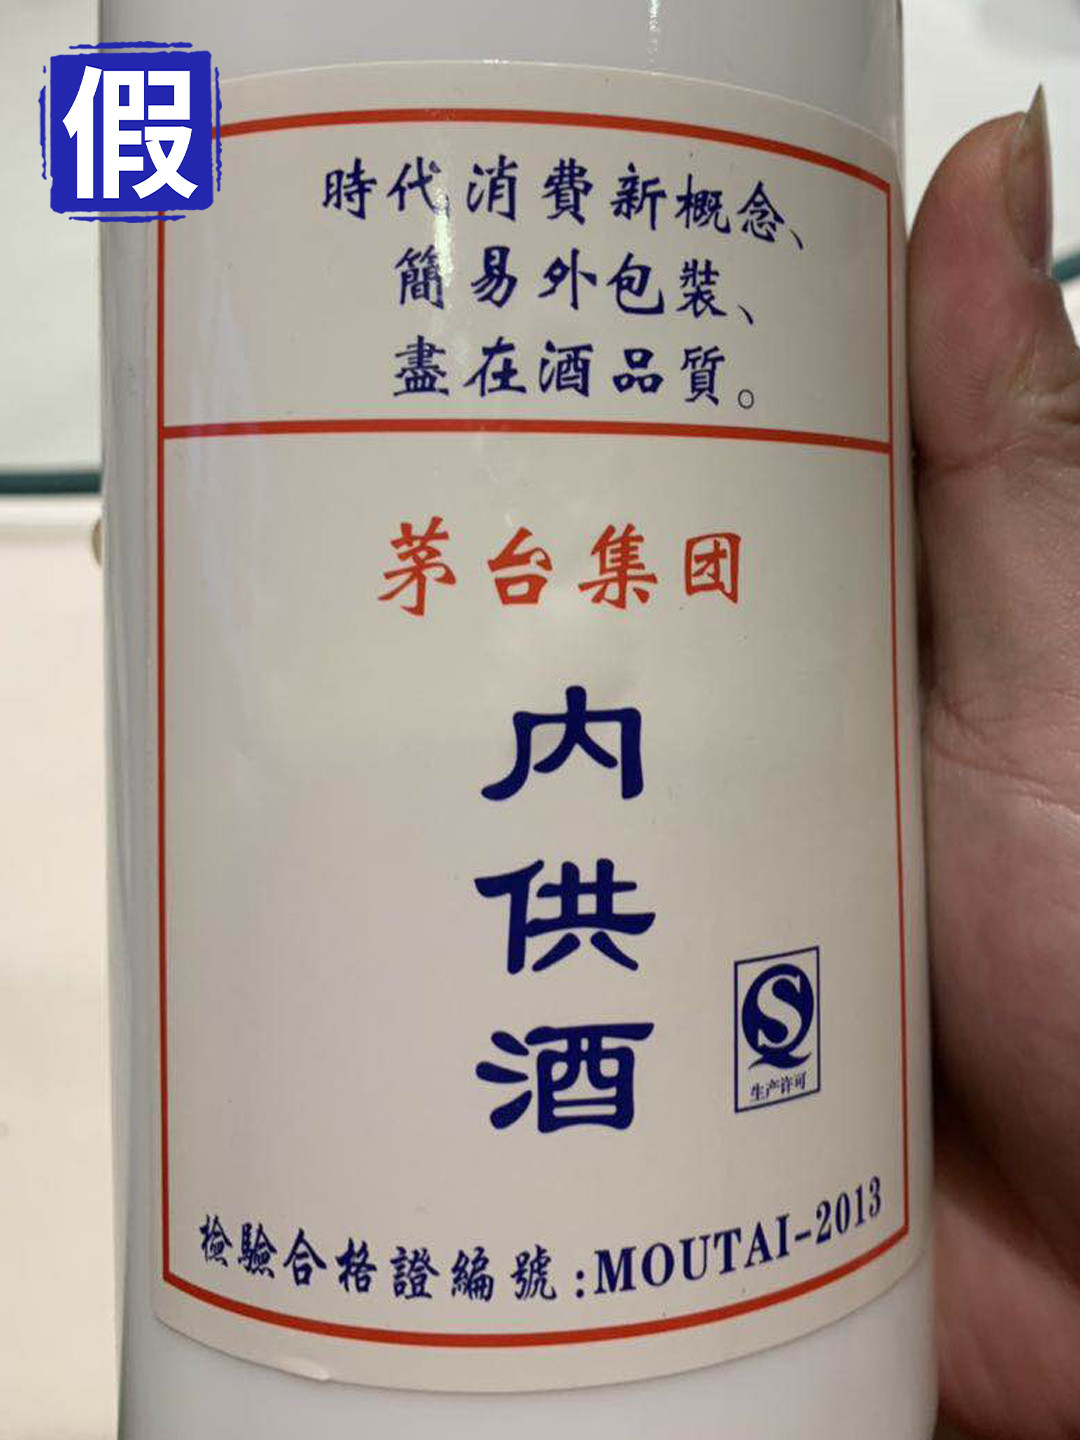 假
時代消費新概念、
簡易外包裝、
盡在酒品質。
茅台集团
内
供
酒
S
生产许可
檢驗合格證編號:MOUTAI-2013